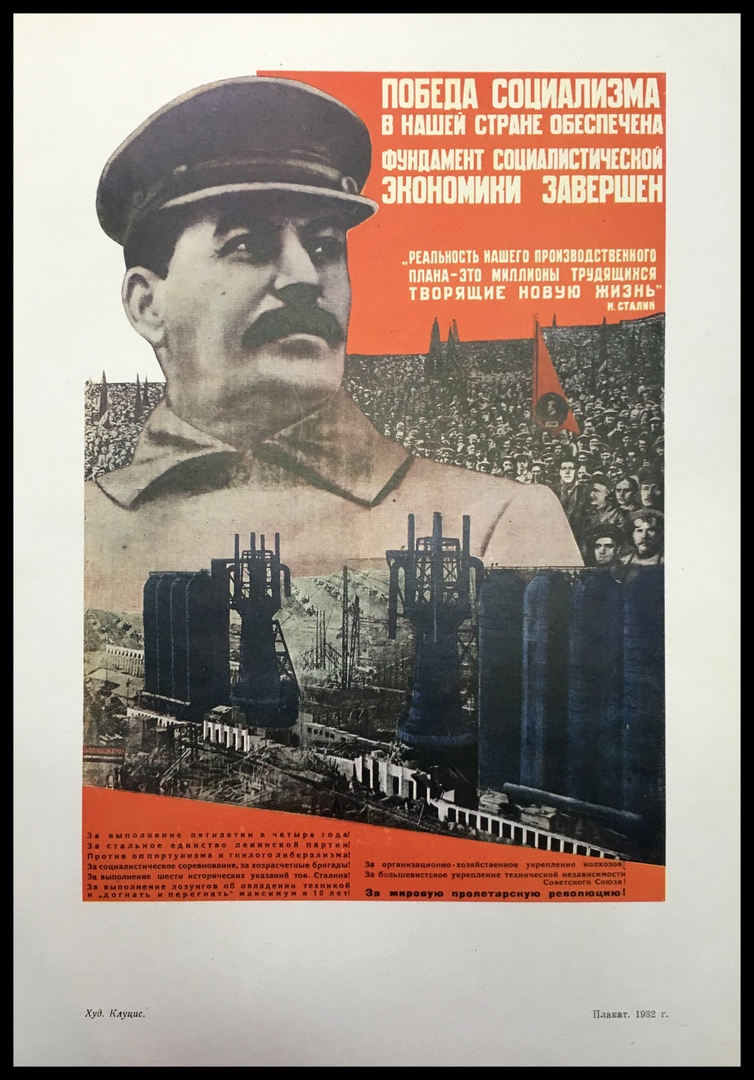 ПОБЕДА СОЦИАЛИЗМА
В НАШЕЙ СТРАНЕ ОБЕСПЕЧЕНА
ФУНДАМЕНТ СОЦИАЛИСТИЧЕСКОЙ
ЭКОНОМИКИ ЗАВЕРШЕН
„РЕАЛЬНОСТЬ НАШЕГО ПРОИЗВОДСТВЕННОГО
ПЛАНА-ЭТО МИЛЛИОНЫ ТРУДЯЩИХСЯ
ТВОРЯЩИЕ НОВУЮ ЖИЗНЬ"
И. СТАЛИН
За выполнение пятилетки в четыре года!
За стальное единство ленинской партии!
Против оппортунизма и гнилого либерализма!
За социалистическое соревнование, за хозрасчетные бригады!
За выполнение шести исторических указаний тов. Сталина!
За выполнение лозунгов об овладении техникой
и „догнать и перегнать" максимум в 10 лет!
За организационно-хозяйственное укрепление колхозов!
За большевистское укрепление технической независимости
Советского Союза!
За мировую пролетарскую революцию!
Худ. Клуцис.
Плакат. 1932 г.